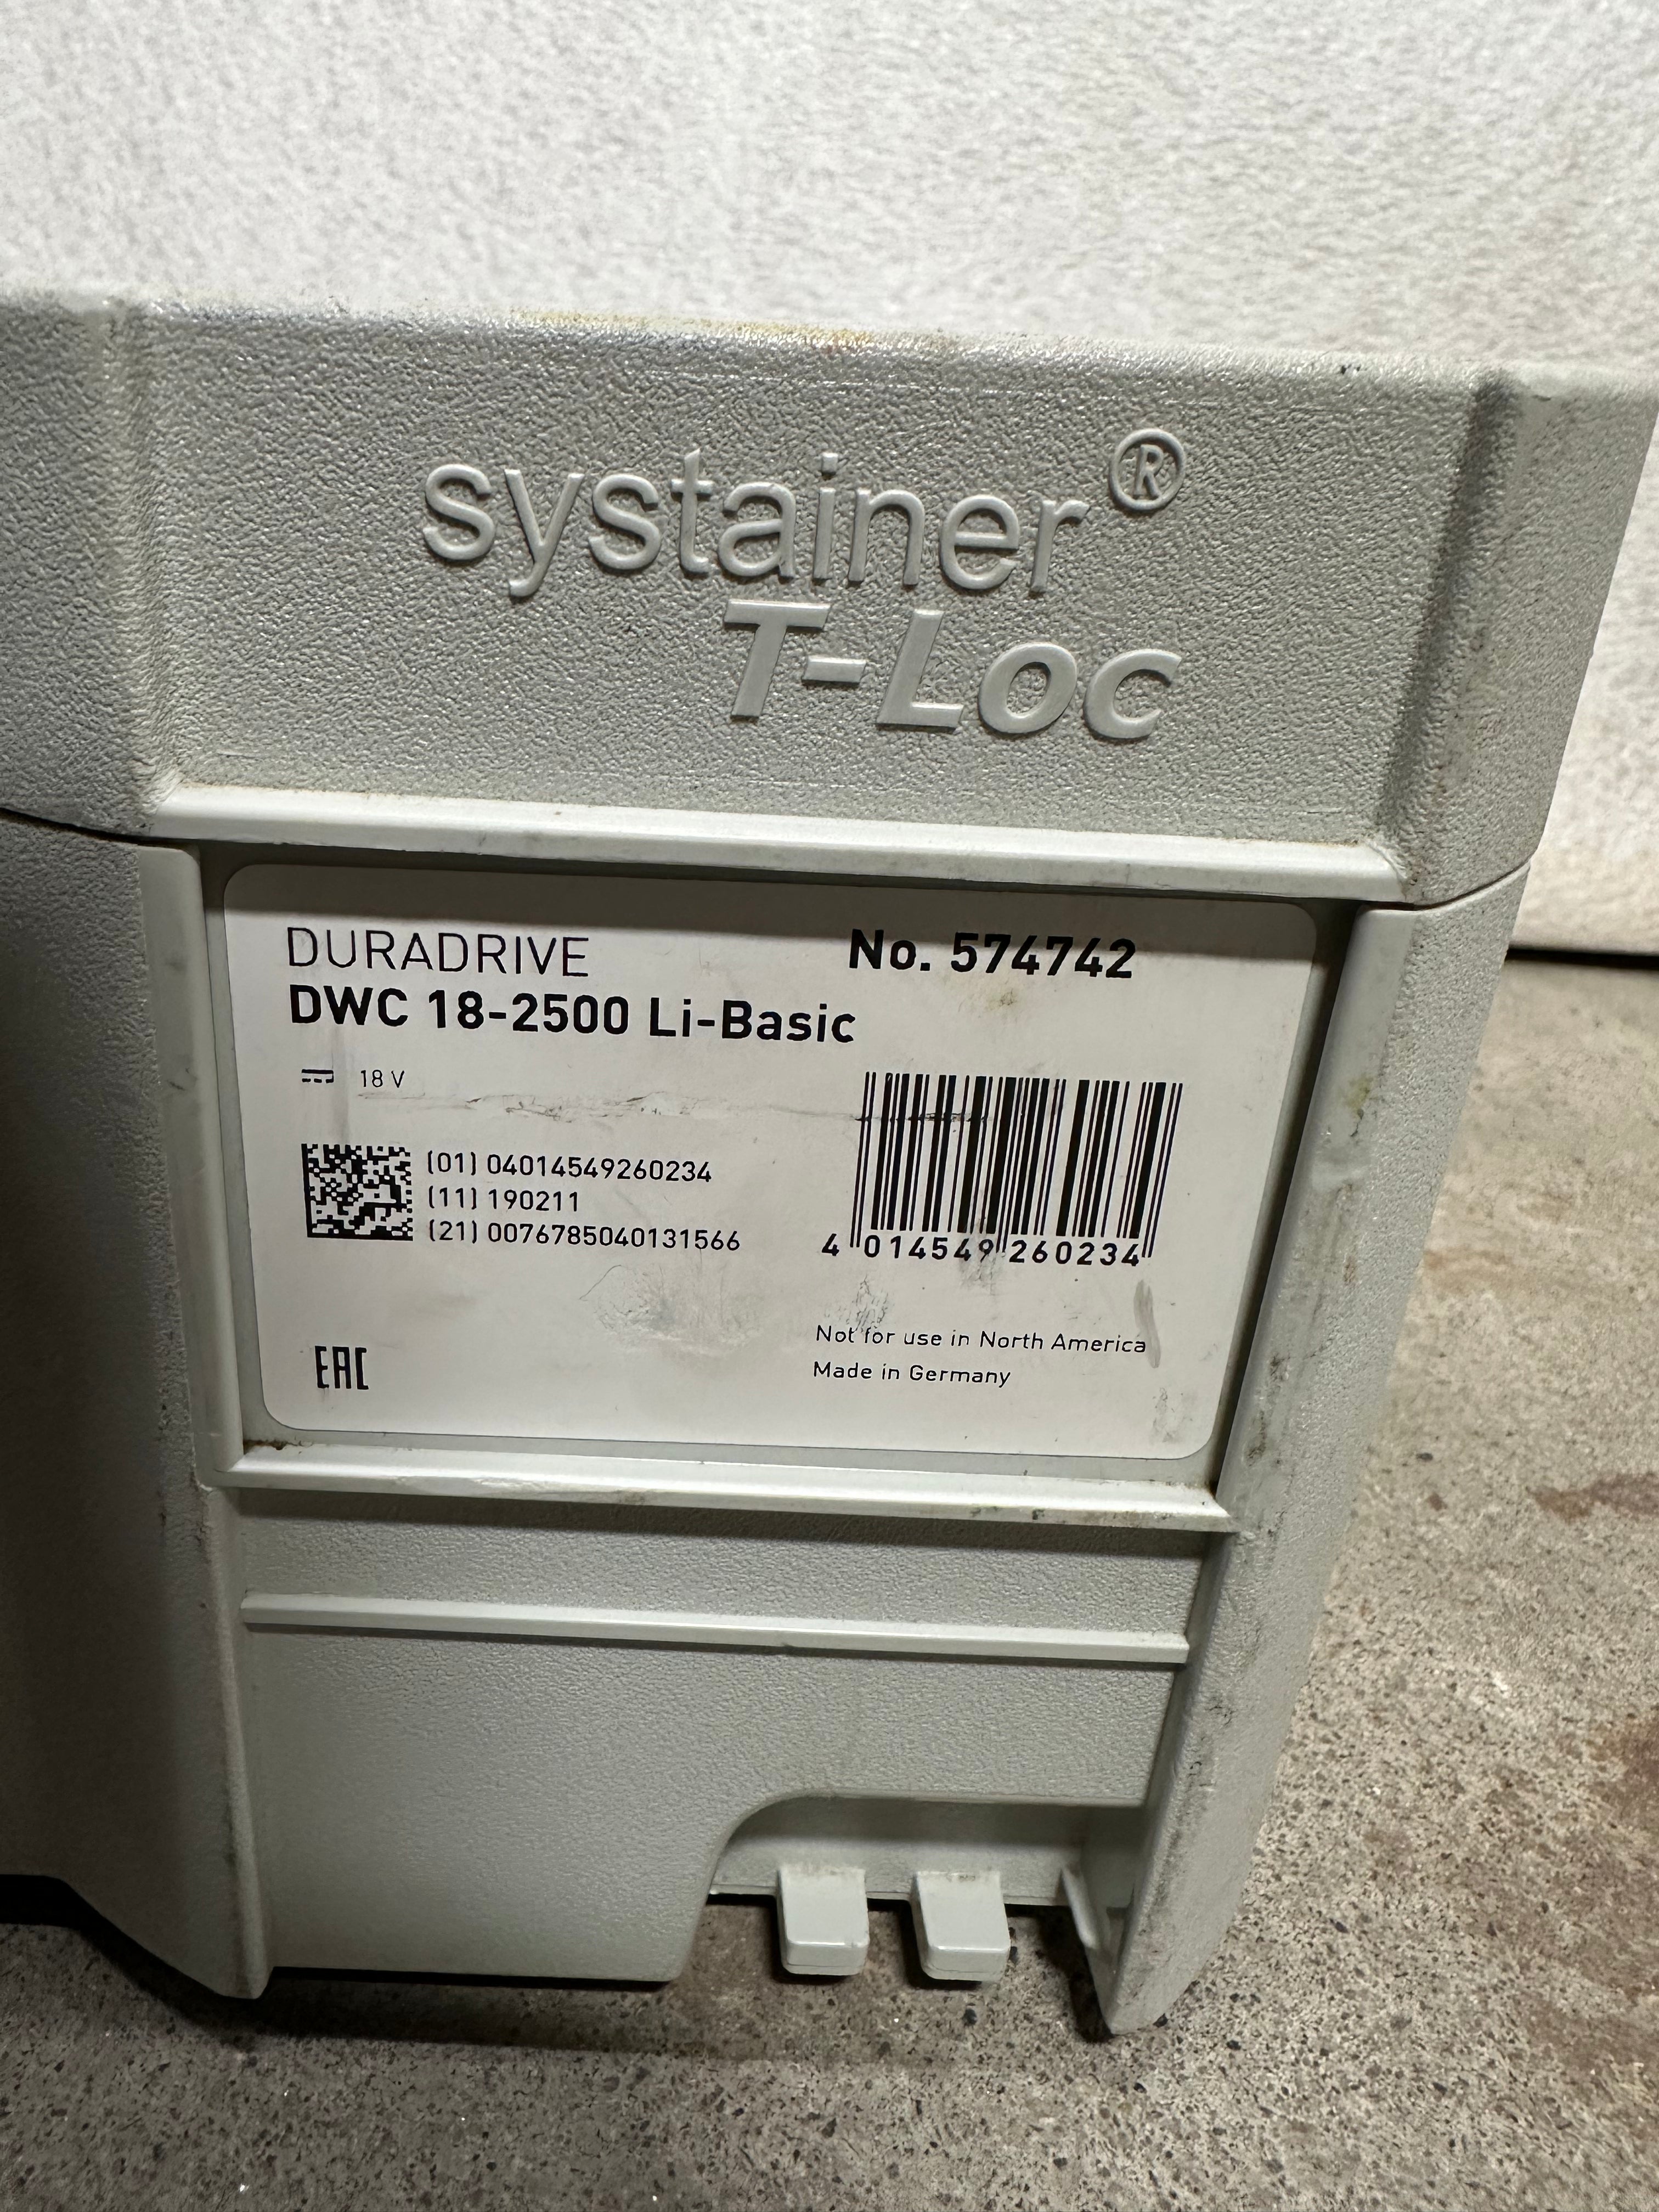 systainer®
T-Loc
DURADRIVE
No. 574742
DWC 18-2500 Li-Basic
18 V
(01) 04014549260234
(11) 190211
(21) 0076785040131566
4 014549 260234
Not for use in North America
Made in Germany
EAC